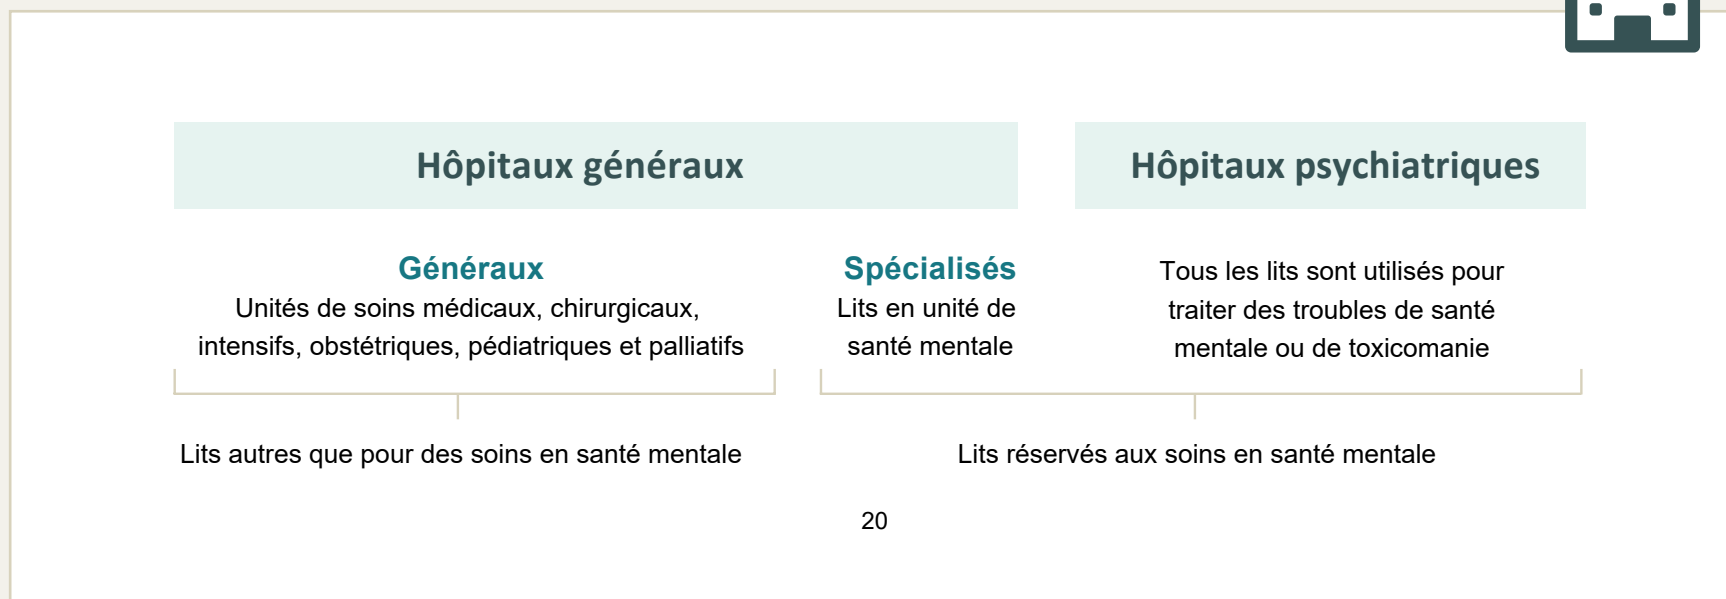 Hôpitaux généraux
Hôpitaux psychiatriques
Généraux
Unités de soins médicaux, chirurgicaux,
intensifs, obstétriques, pédiatriques et palliatifs
Spécialisés
Lits en unité de
santé mentale
Tous les lits sont utilisés pour
traiter des troubles de santé
mentale ou de toxicomanie
Lits autres que pour des soins en santé mentale
Lits réservés aux soins en santé mentale
20